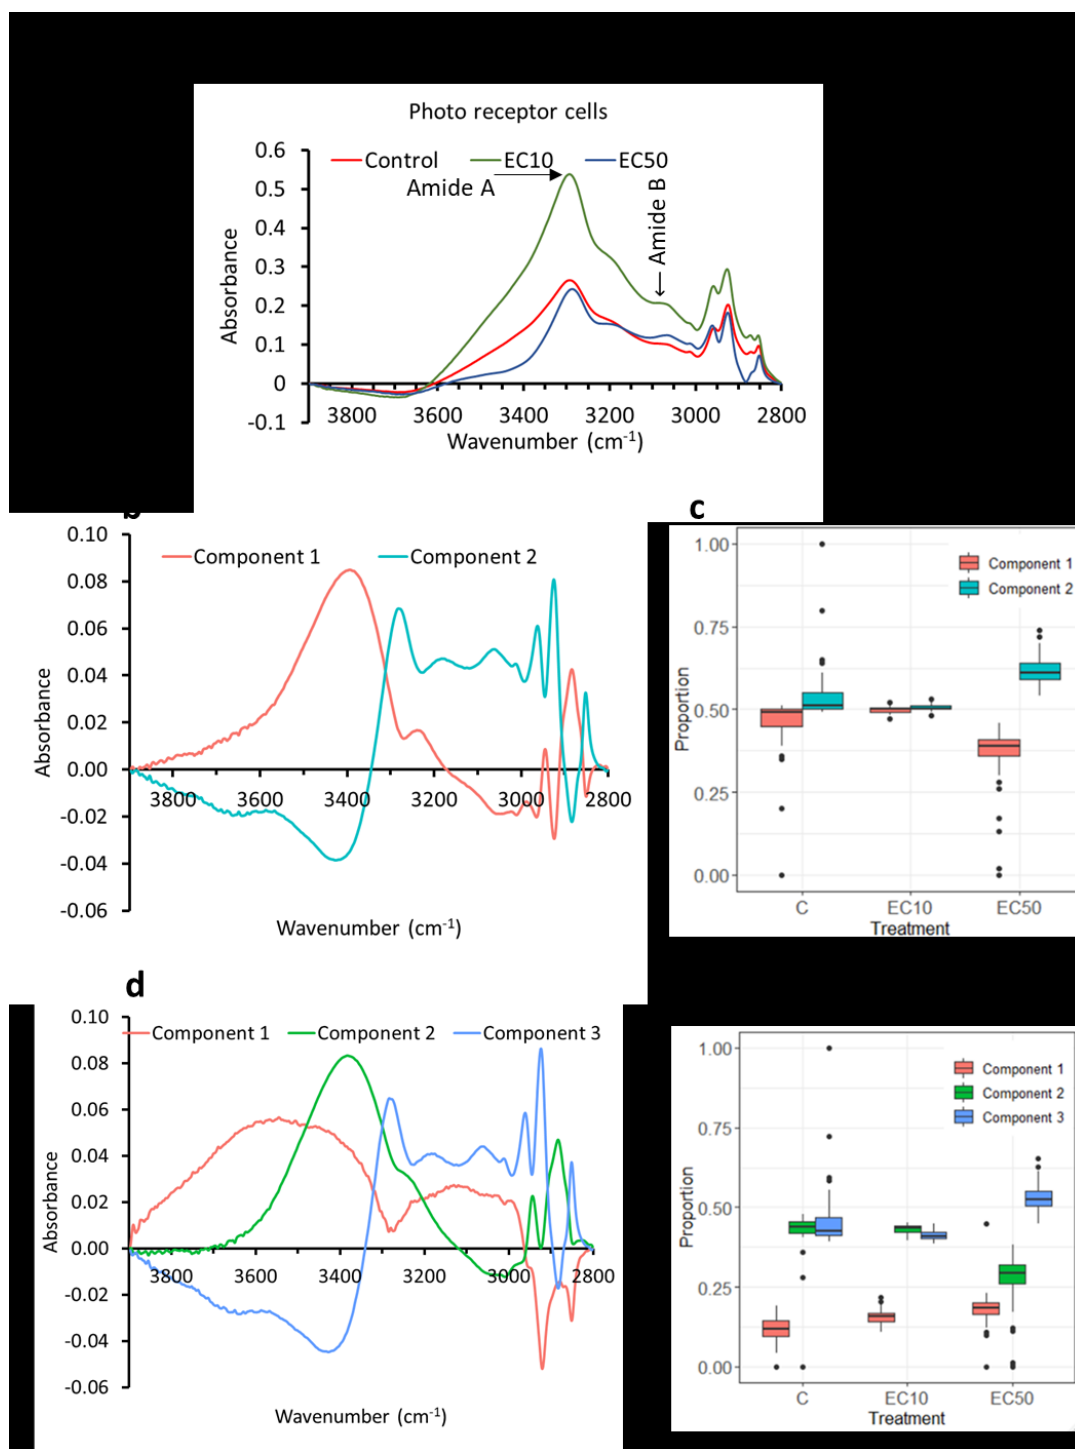 Photo receptor cells
Control EC10 EC50
Amide A
Amide B
0.6
0.5
0.4
0.3
0.2
0.1
0
-0.1
Absorbance
3800 3600 3400 3200 3000 2800
Wavenumber (cm⁻¹)
b
0.10
0.08
0.06
0.04
0.02
0.00
-0.02
-0.04
-0.06
Component 1 Component 2
Absorbance
3800 3600 3400 3200 3000 2800
Wavenumber (cm⁻¹)
c
1.00
0.75
0.50
0.25
0.00
Component 1
Component 2
Proportion
C EC10 EC50
Treatment
d
0.10
0.08
0.06
0.04
0.02
0.00
-0.02
-0.04
-0.06
Component 1 Component 2 Component 3
Absorbance
3800 3600 3400 3200 3000 2800
Wavenumber (cm⁻¹)
1.00
0.75
0.50
0.25
0.00
Component 1
Component 2
Component 3
Proportion
C EC10 EC50
Treatment